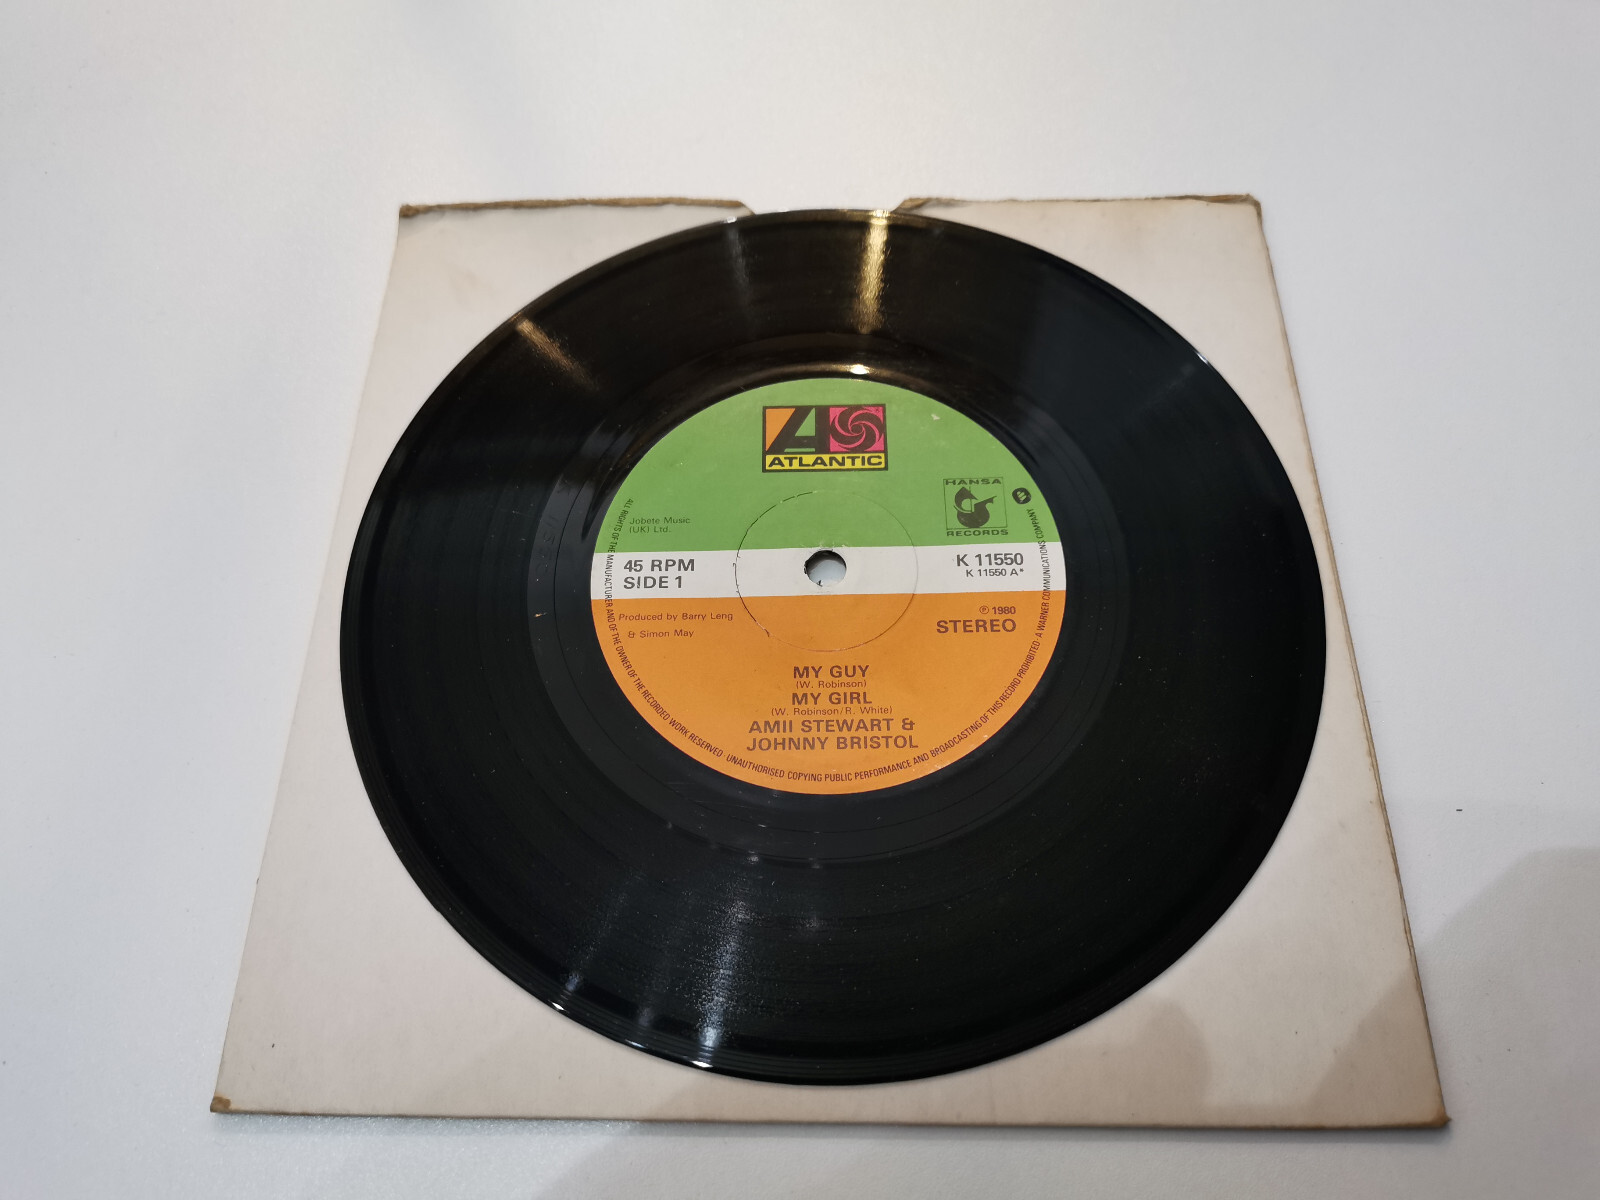 ATLANTIC
HANSA
RECORDS
Jobete Music
(UK) Ltd.
45 RPM
SIDE 1
K 11550
K 11550 A*
Produced by Barry Leng
& Simon May
℗ 1980
STEREO
MY GUY
(W. Robinson)
MY GIRL
(W. Robinson/R. White)
AMII STEWART &
JOHNNY BRISTOL
ALL RIGHTS OF THE MANUFACTURER AND OF THE OWNER OF THE RECORDED WORK RESERVED · UNAUTHORISED COPYING PUBLIC PERFORMANCE AND BROADCASTING OF THIS RECORD PROHIBITED · A WARNER COMMUNICATIONS COMPANY